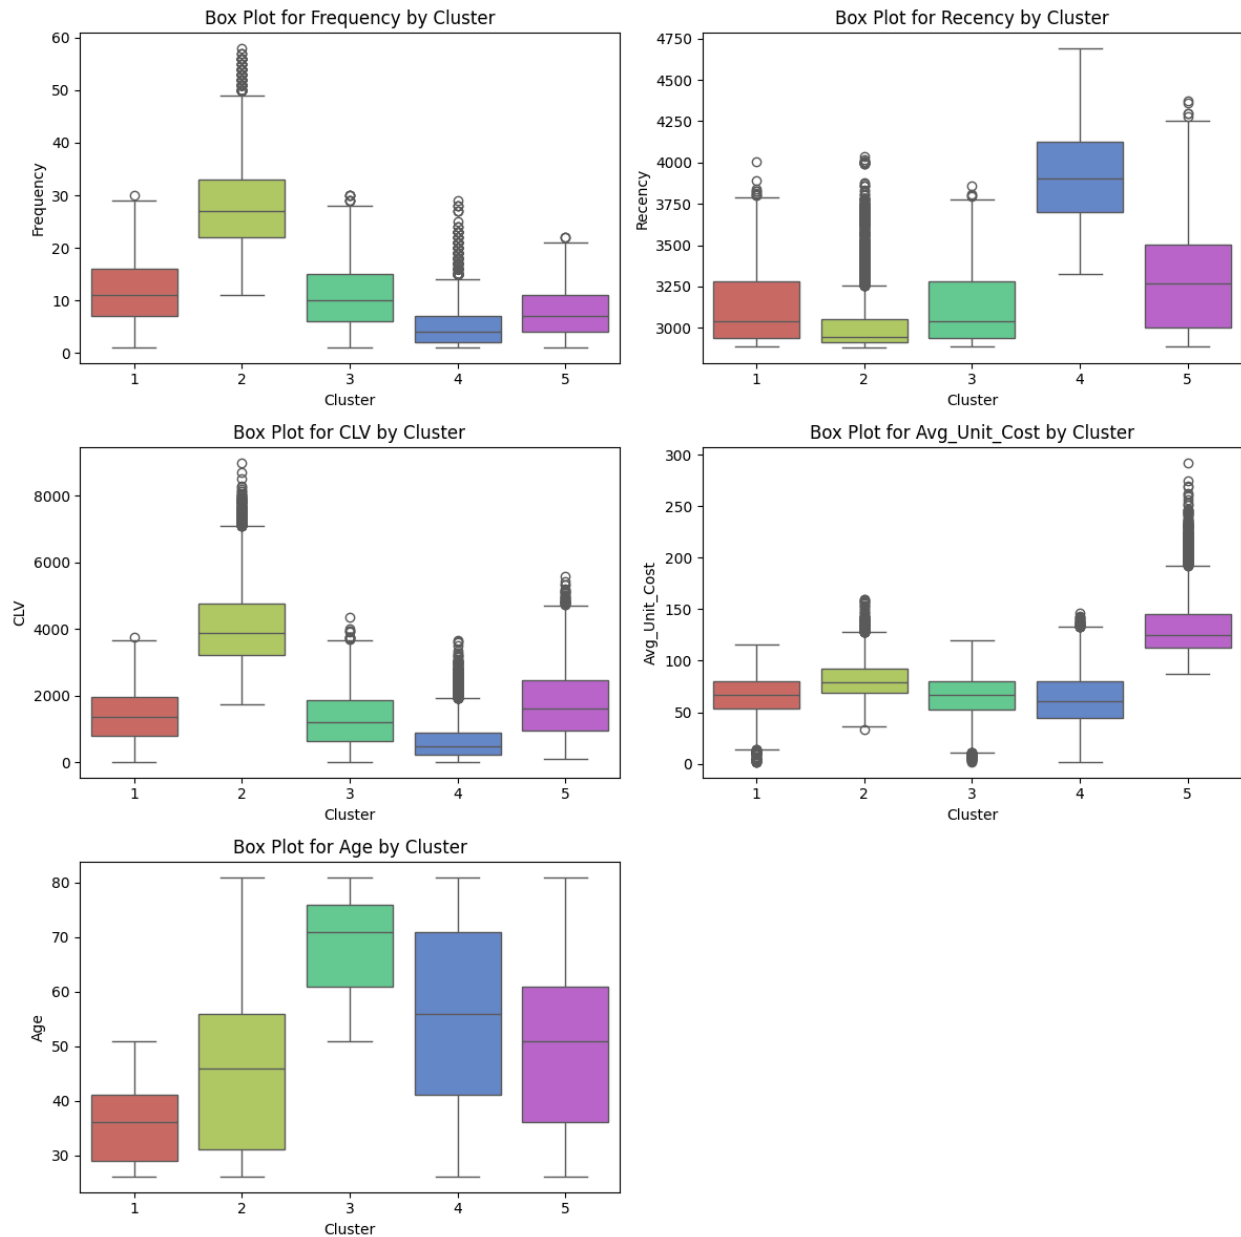 Box Plot for Frequency by Cluster
60
50
40
30
20
10
0
Frequency
1 2 3 4 5
Cluster
Box Plot for Recency by Cluster
4750
4500
4250
4000
3750
3500
3250
3000
Recency
1 2 3 4 5
Cluster
Box Plot for CLV by Cluster
8000
6000
4000
2000
0
CLV
1 2 3 4 5
Cluster
Box Plot for Avg_Unit_Cost by Cluster
300
250
200
150
100
50
0
Avg_Unit_Cost
1 2 3 4 5
Cluster
Box Plot for Age by Cluster
80
70
60
50
40
30
Age
1 2 3 4 5
Cluster